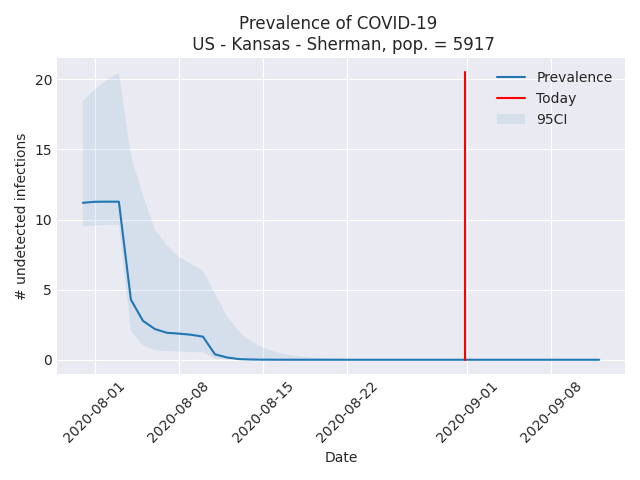 Prevalence of COVID-19
US - Kansas - Sherman, pop. = 5917
Prevalence
Today
95CI
# undetected infections
20
15
10
5
0
2020-08-01
2020-08-08
2020-08-15
2020-08-22
2020-09-01
2020-09-08
Date